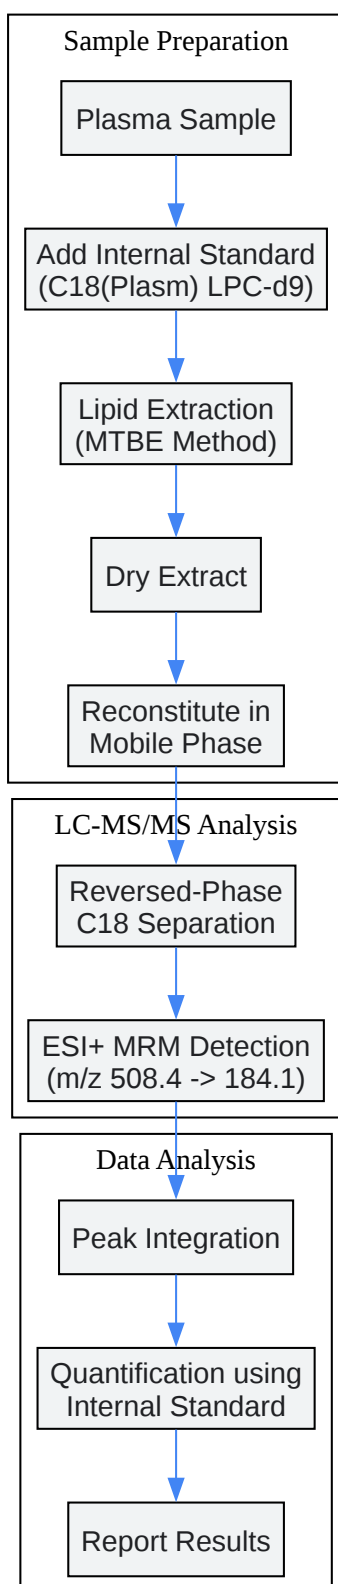 Sample Preparation
Plasma Sample
Add Internal Standard
(C18(Plasm) LPC-d9)
Lipid Extraction
(MTBE Method)
Dry Extract
Reconstitute in
Mobile Phase
LC-MS/MS Analysis
Reversed-Phase
C18 Separation
ESI+ MRM Detection
(m/z 508.4 -> 184.1)
Data Analysis
Peak Integration
Quantification using
Internal Standard
Report Results